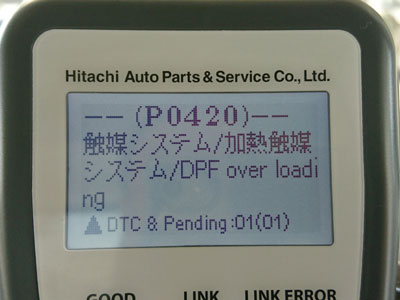 Hitachi Auto Parts & Service Co., Ltd.
-- (P0420)--
触媒システム/加熱触媒
システム/DPF over loadi
ng
▲ DTC & Pending :01(01)
GOOD LINK LINK ERROR